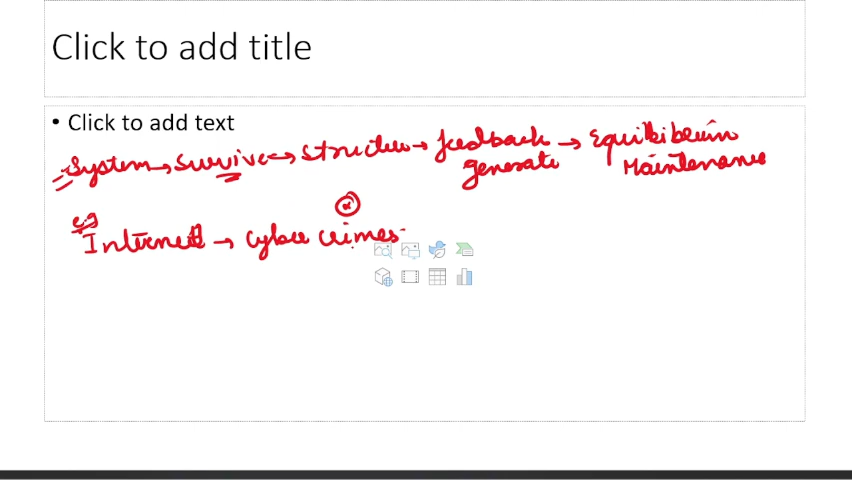 Click to add title
• Click to add text
System → Survive → Structure → feedback generate → Equilibrium Maintenance
e.g
Internet → Cyber crimes